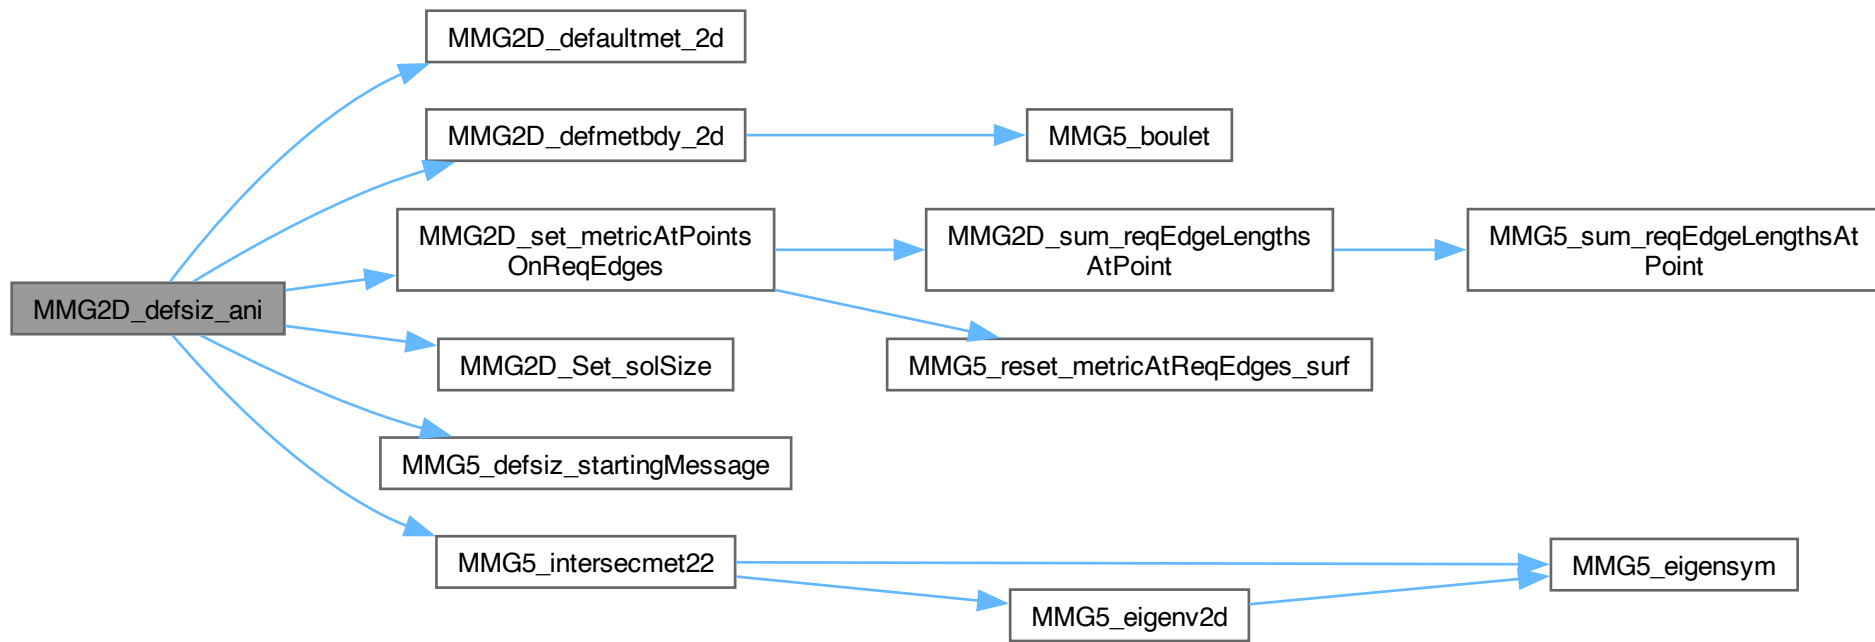 MMG2D_defaultmet_2d
MMG2D_defmetbdy_2d
MMG5_boulet
MMG2D_set_metricAtPoints
OnReqEdges
MMG2D_sum_reqEdgeLengths
AtPoint
MMG5_sum_reqEdgeLengthsAt
Point
MMG2D_defsiz_ani
MMG2D_Set_solSize
MMG5_reset_metricAtReqEdges_surf
MMG5_defsiz_startingMessage
MMG5_intersecmet22
MMG5_eigensym
MMG5_eigenv2d